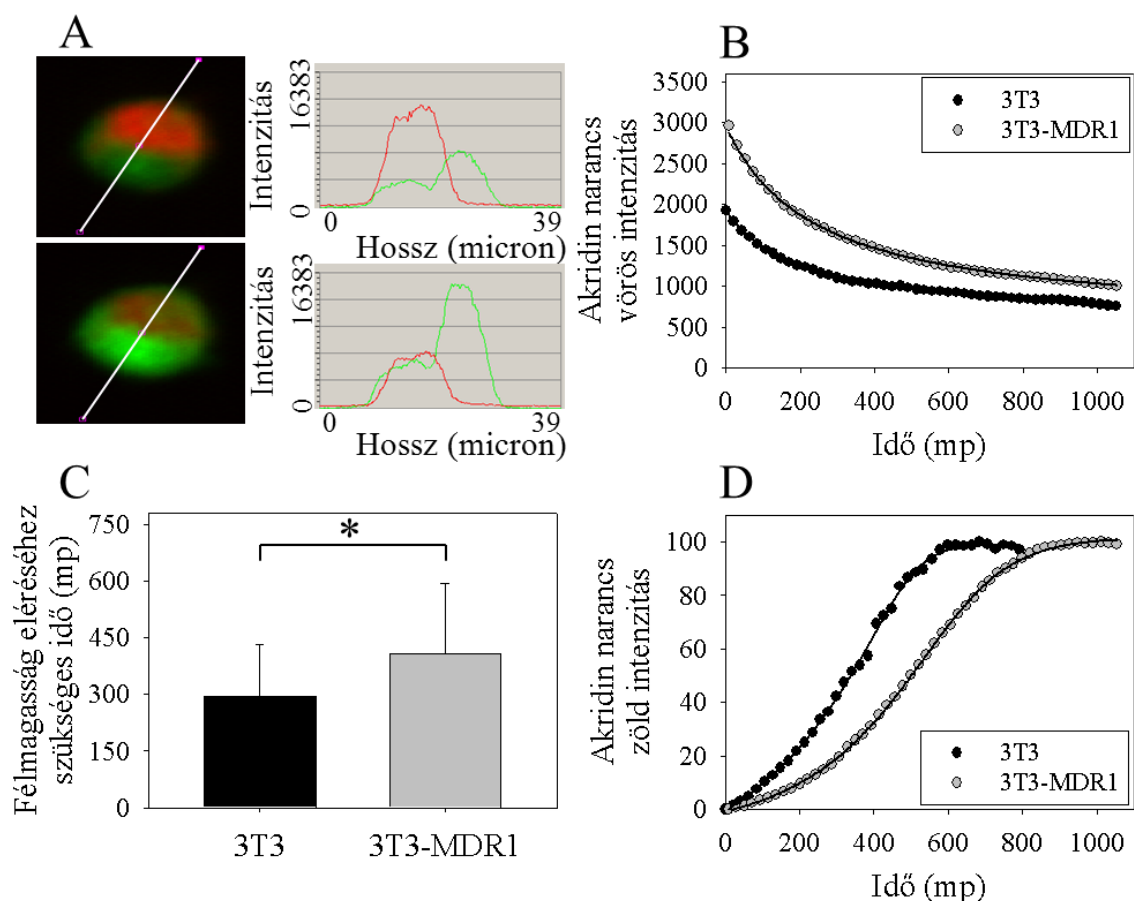 A
Intenzitás
16383
0
0
39
Hossz (micron)
Intenzitás
16383
0
0
39
Hossz (micron)
B
Akridin narancs
vörös intenzitás
3500
3000
2500
2000
1500
1000
500
0
3T3
3T3-MDR1
0 200 400 600 800 1000
Idő (mp)
C
Félmagasság eléréséhez
szükséges idő (mp)
750
600
450
300
150
0
*
3T3 3T3-MDR1
D
Akridin narancs
zöld intenzitás
100
80
60
40
20
0
3T3
3T3-MDR1
0 200 400 600 800 1000
Idő (mp)